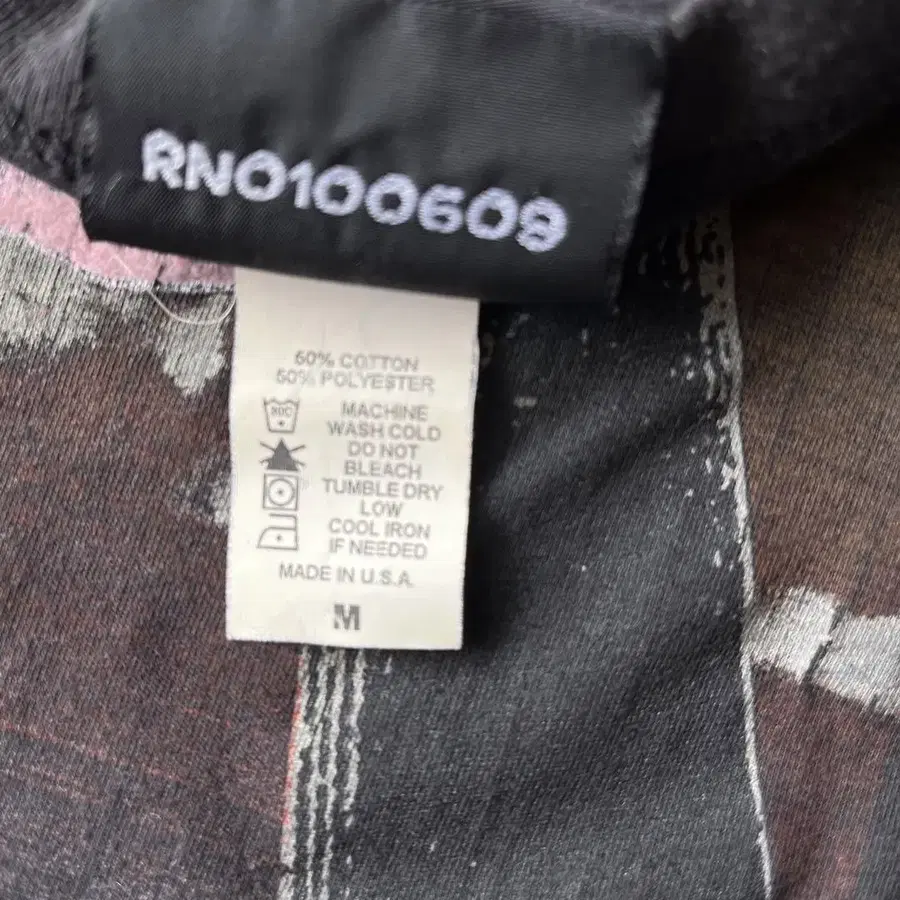 RN0100609
50% COTTON
50% POLYESTER
MACHINE
WASH COLD
DO NOT
BLEACH
TUMBLE DRY
LOW
COOL IRON
IF NEEDED
MADE IN U.S.A.
M